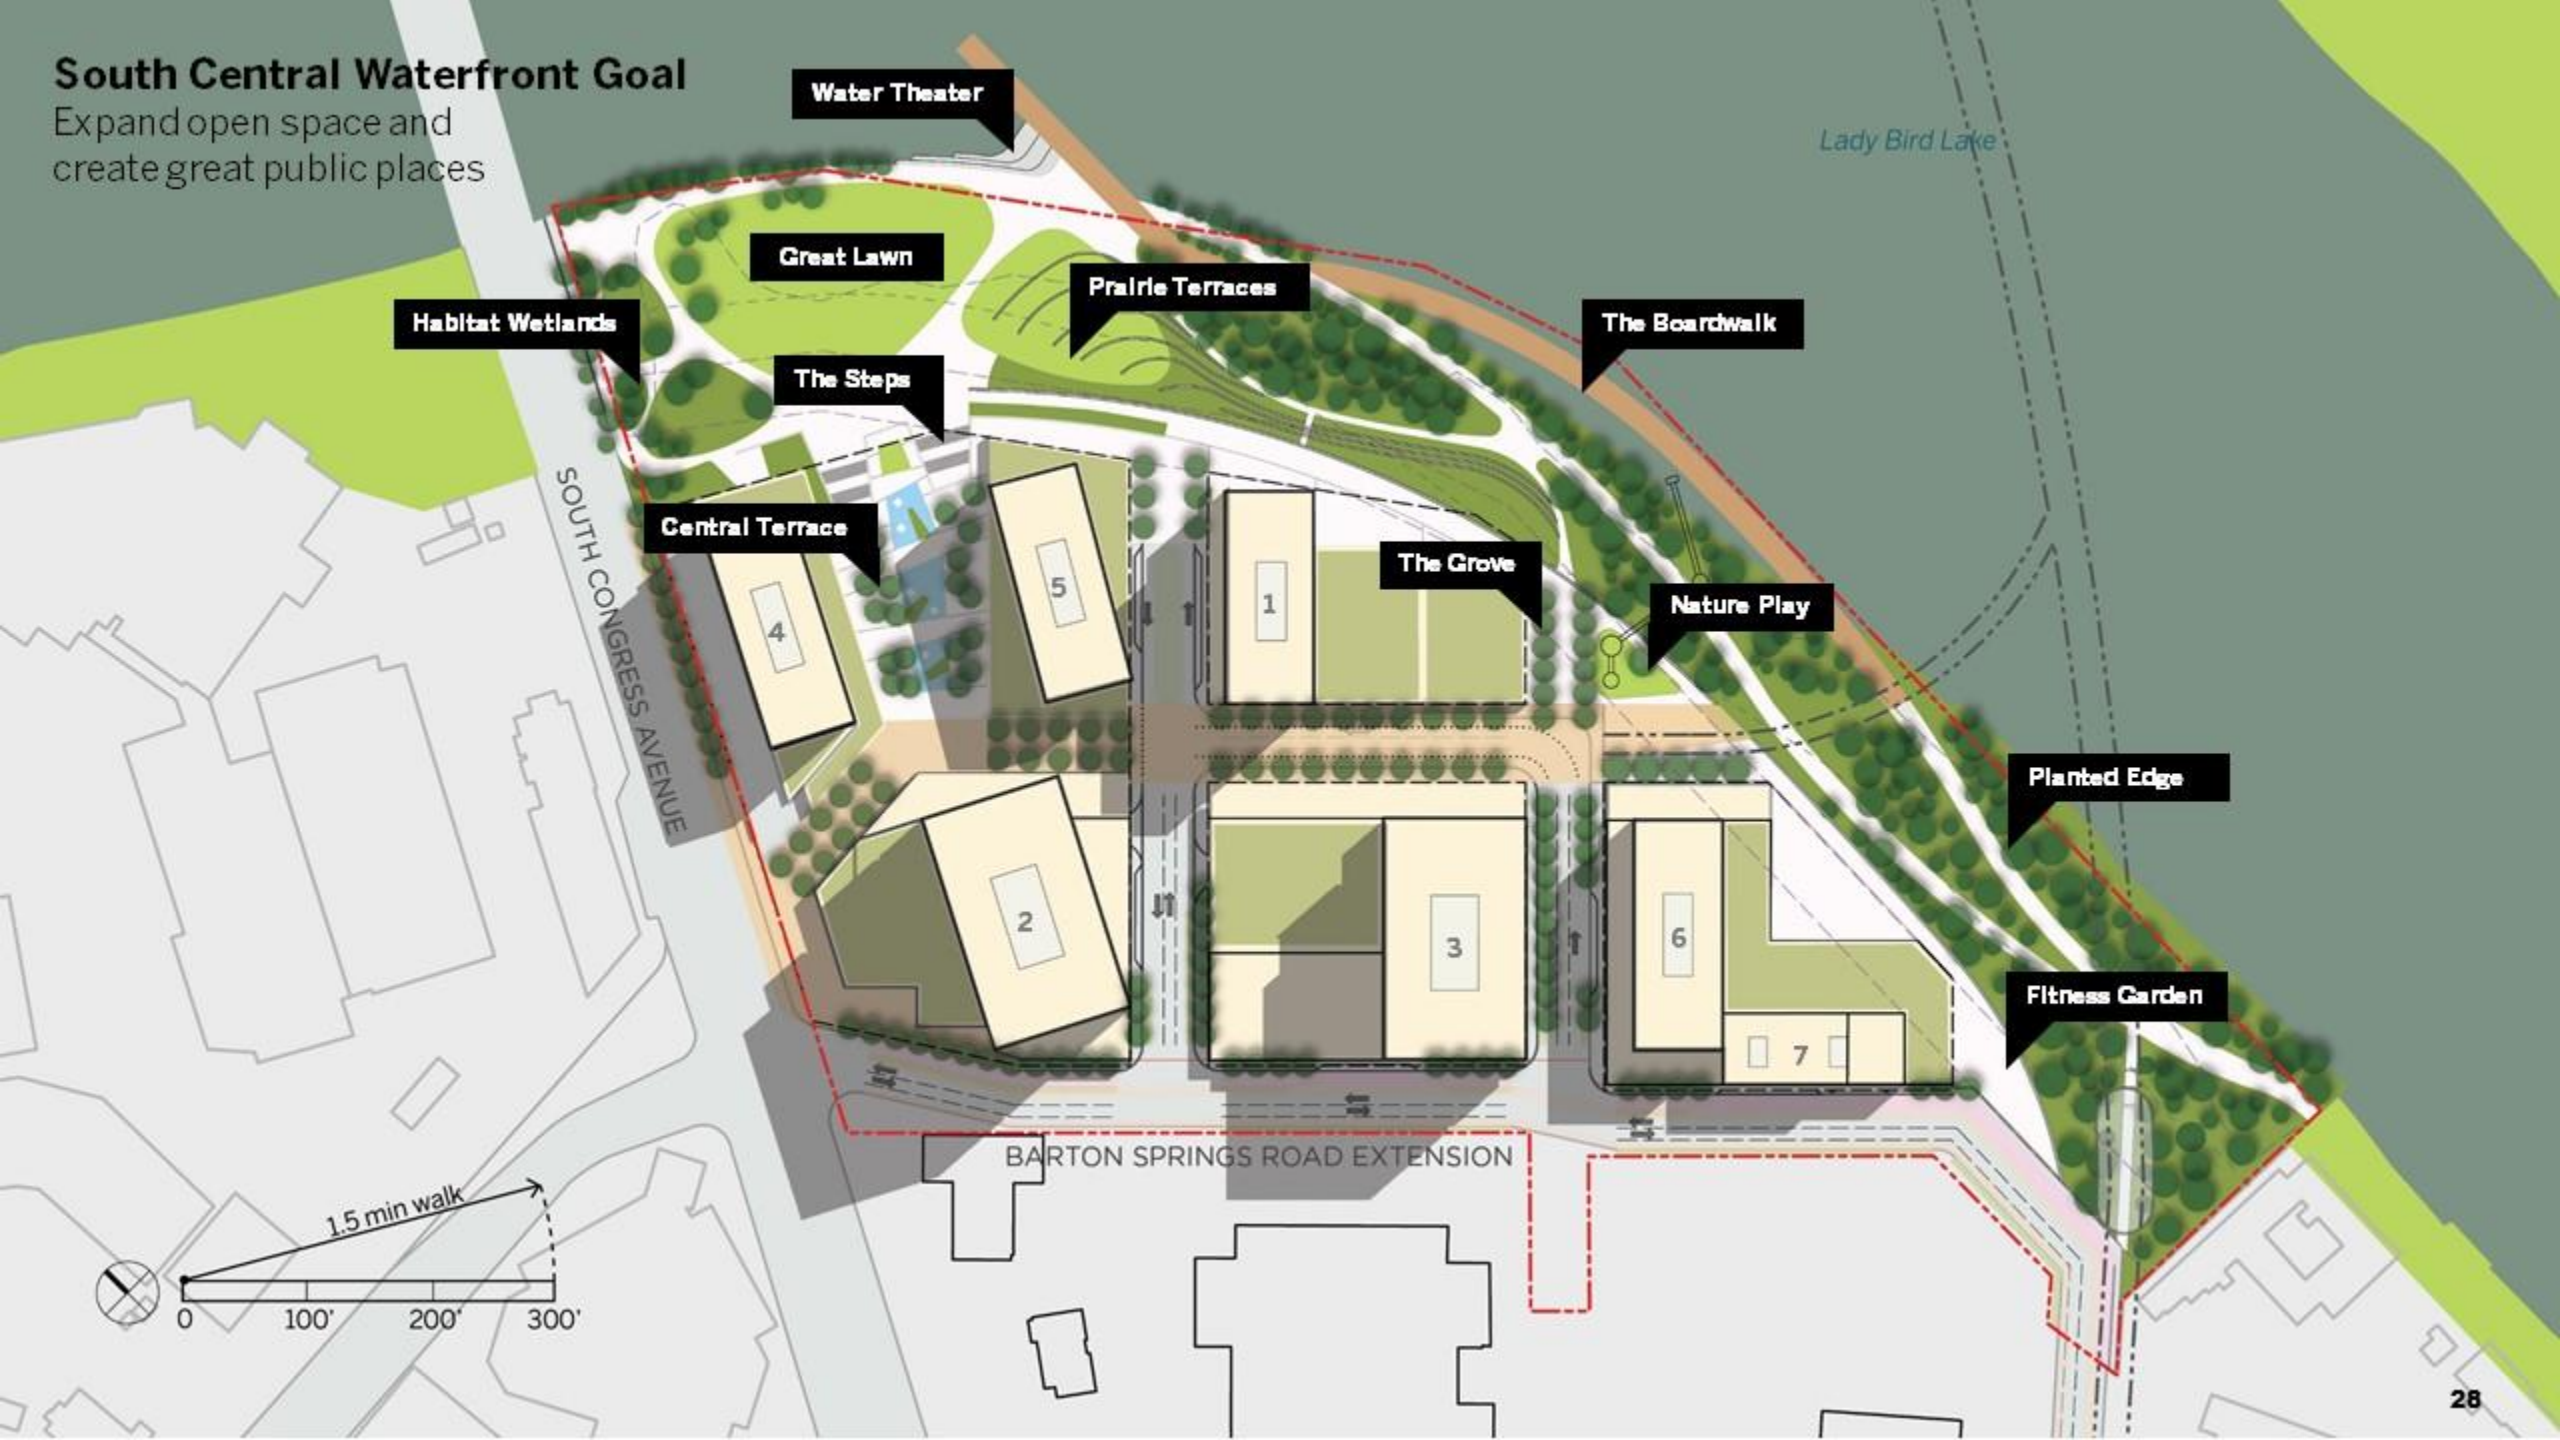 South Central Waterfront Goal
Expand open space and
create great public places
Water Theater
Lady Bird Lake
Great Lawn
Prairie Terraces
Habitat Wetlands
The Boardwalk
The Steps
SOUTH CONGRESS AVENUE
Central Terrace
The Grove
Nature Play
4
5
1
Planted Edge
2
3
6
7
Fitness Garden
BARTON SPRINGS ROAD EXTENSION
1.5 min walk
0 100' 200' 300'
28